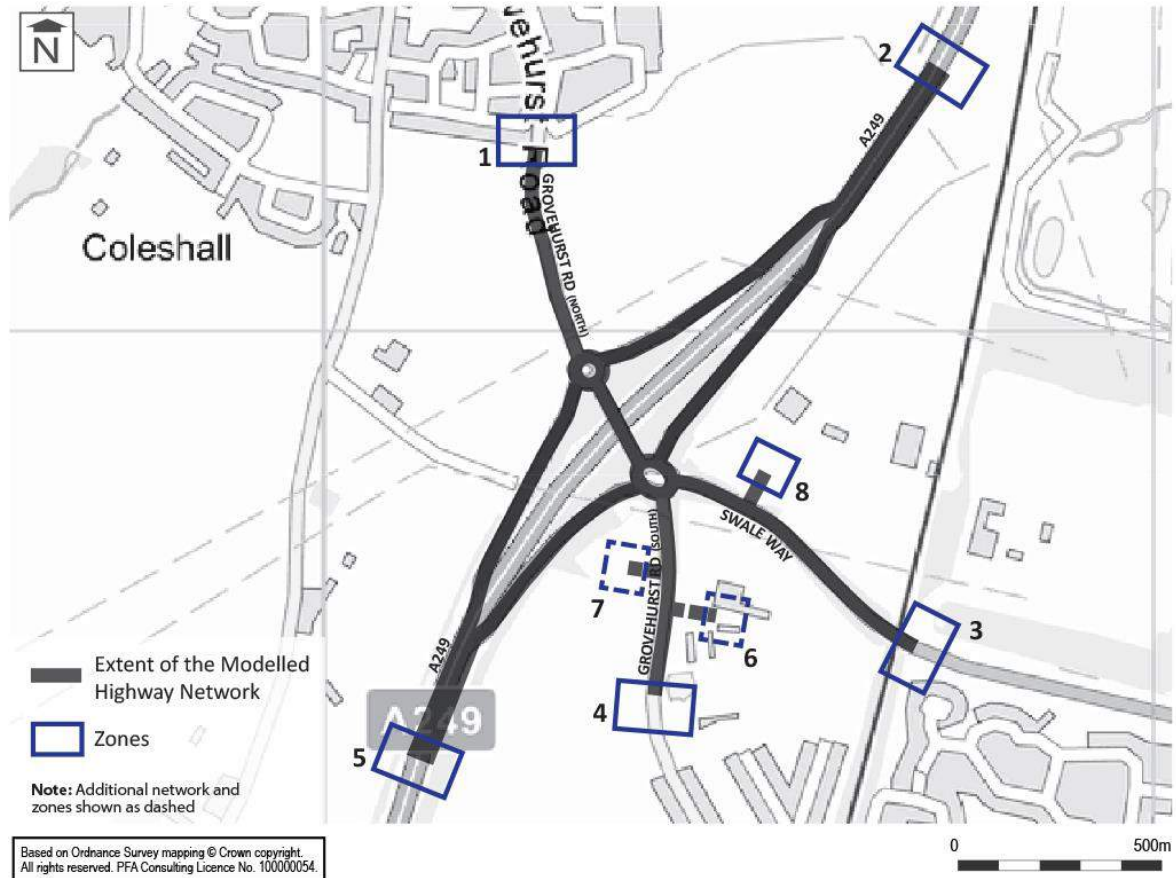 N
nehurst
Road
1
2
A249
GROVEHURST RD (NORTH)
Coleshall
8
SWALE WAY
GROVEHURST RD (SOUTH)
7
6
3
4
A249
A249
5
Extent of the Modelled
Highway Network
Zones
Note: Additional network and
zones shown as dashed
Based on Ordnance Survey mapping © Crown copyright.
All rights reserved. PFA Consulting Licence No. 100000054.
0 500m